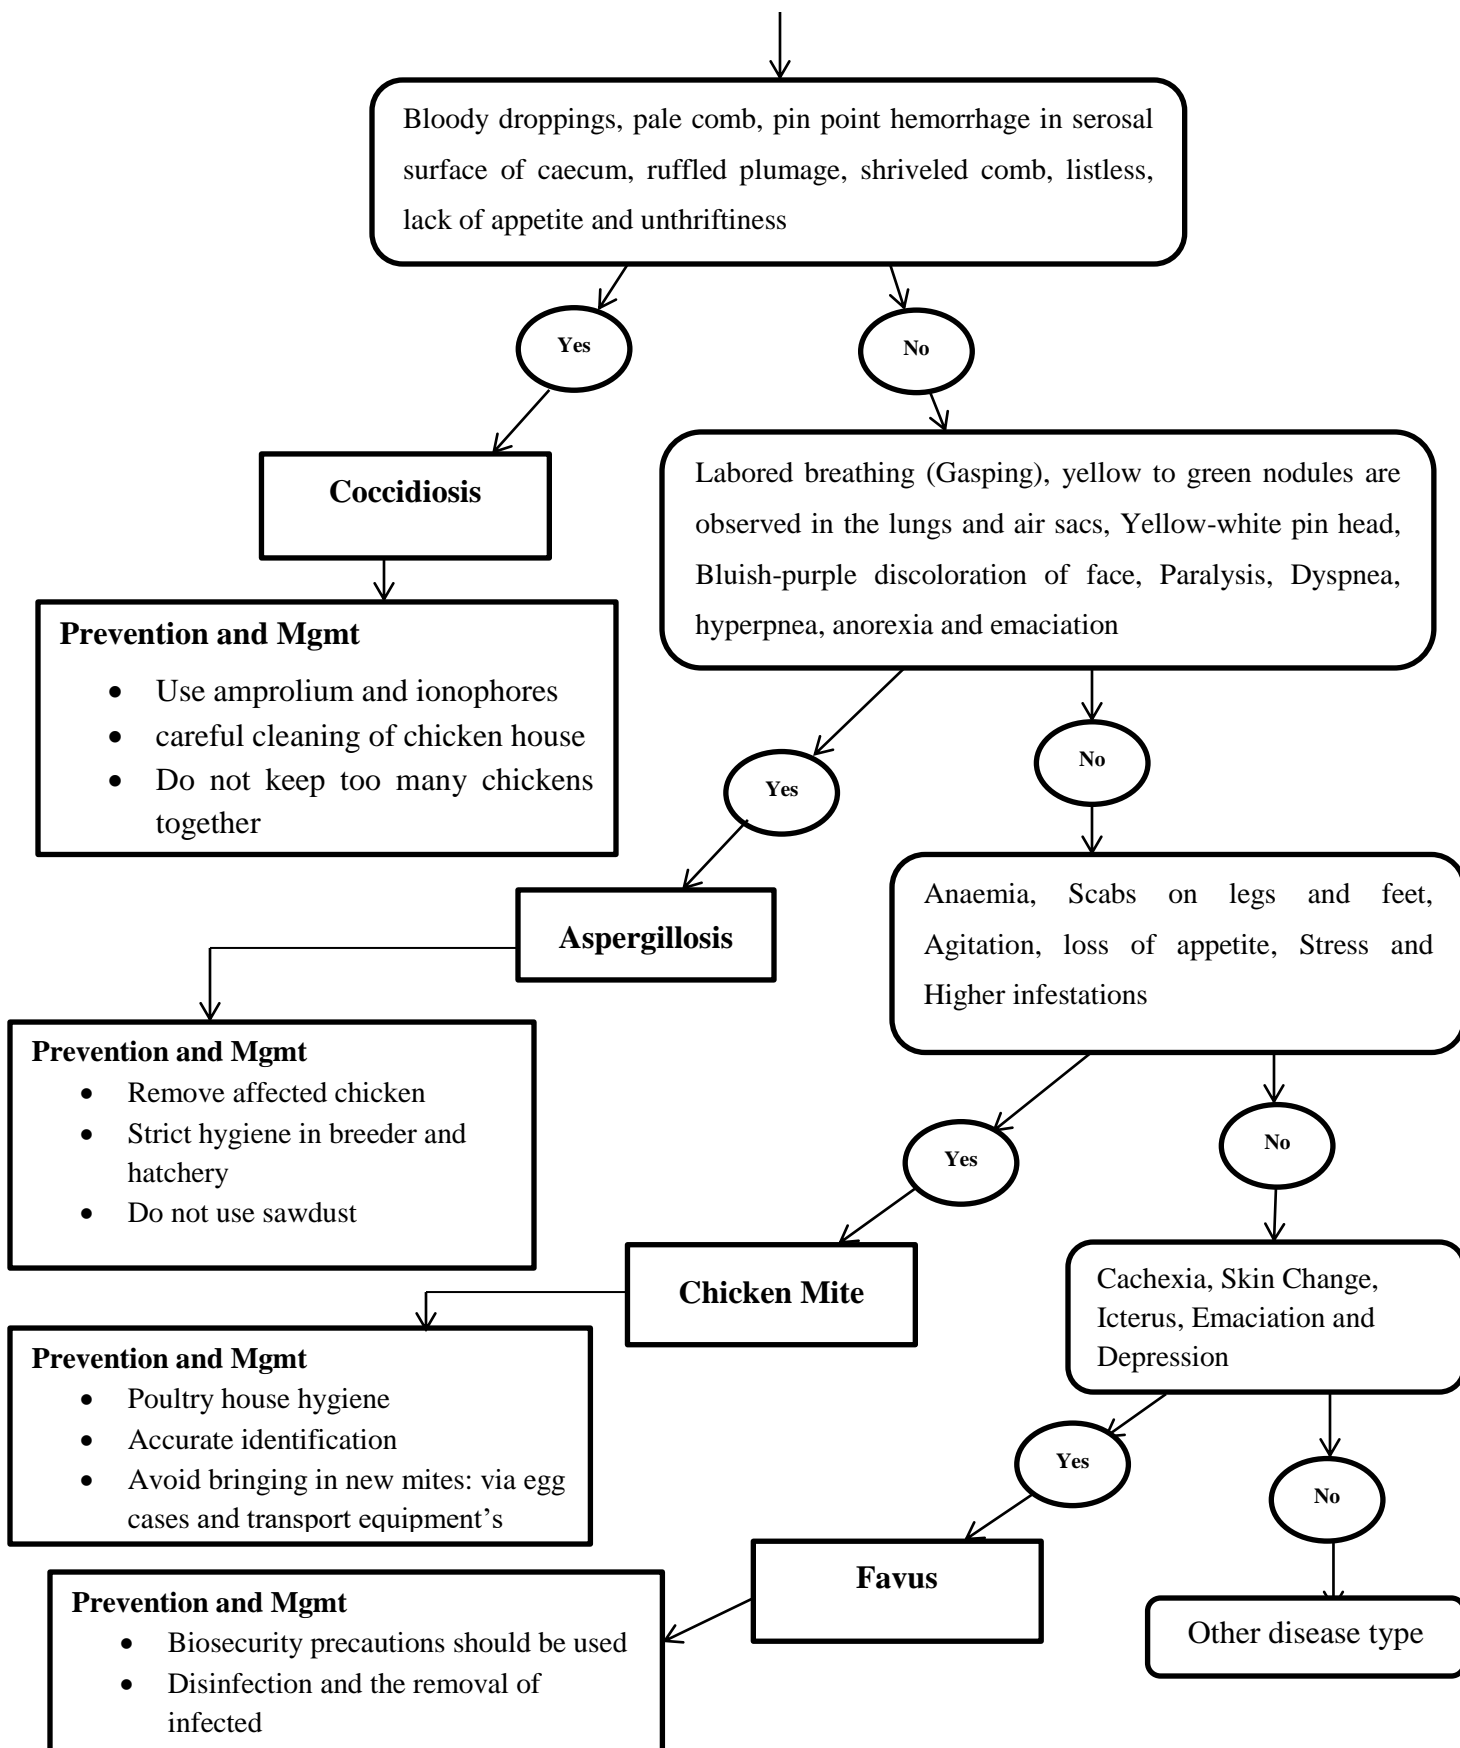 Bloody droppings, pale comb, pin point hemorrhage in serosal
surface of caecum, ruffled plumage, shriveled comb, listless,
lack of appetite and unthriftiness
Yes
No
Coccidiosis
Labored breathing (Gasping), yellow to green nodules are
observed in the lungs and air sacs, Yellow-white pin head,
Bluish-purple discoloration of face, Paralysis, Dyspnea,
hyperpnea, anorexia and emaciation
Prevention and Mgmt
• Use amprolium and ionophores
• careful cleaning of chicken house
• Do not keep too many chickens
together
Yes
No
Aspergillosis
Anaemia, Scabs on legs and feet,
Agitation, loss of appetite, Stress and
Higher infestations
Prevention and Mgmt
• Remove affected chicken
• Strict hygiene in breeder and
hatchery
• Do not use sawdust
Yes
No
Chicken Mite
Cachexia, Skin Change,
Icterus, Emaciation and
Depression
Prevention and Mgmt
• Poultry house hygiene
• Accurate identification
• Avoid bringing in new mites: via egg
cases and transport equipment’s
Yes
No
Favus
Other disease type
Prevention and Mgmt
• Biosecurity precautions should be used
• Disinfection and the removal of
infected